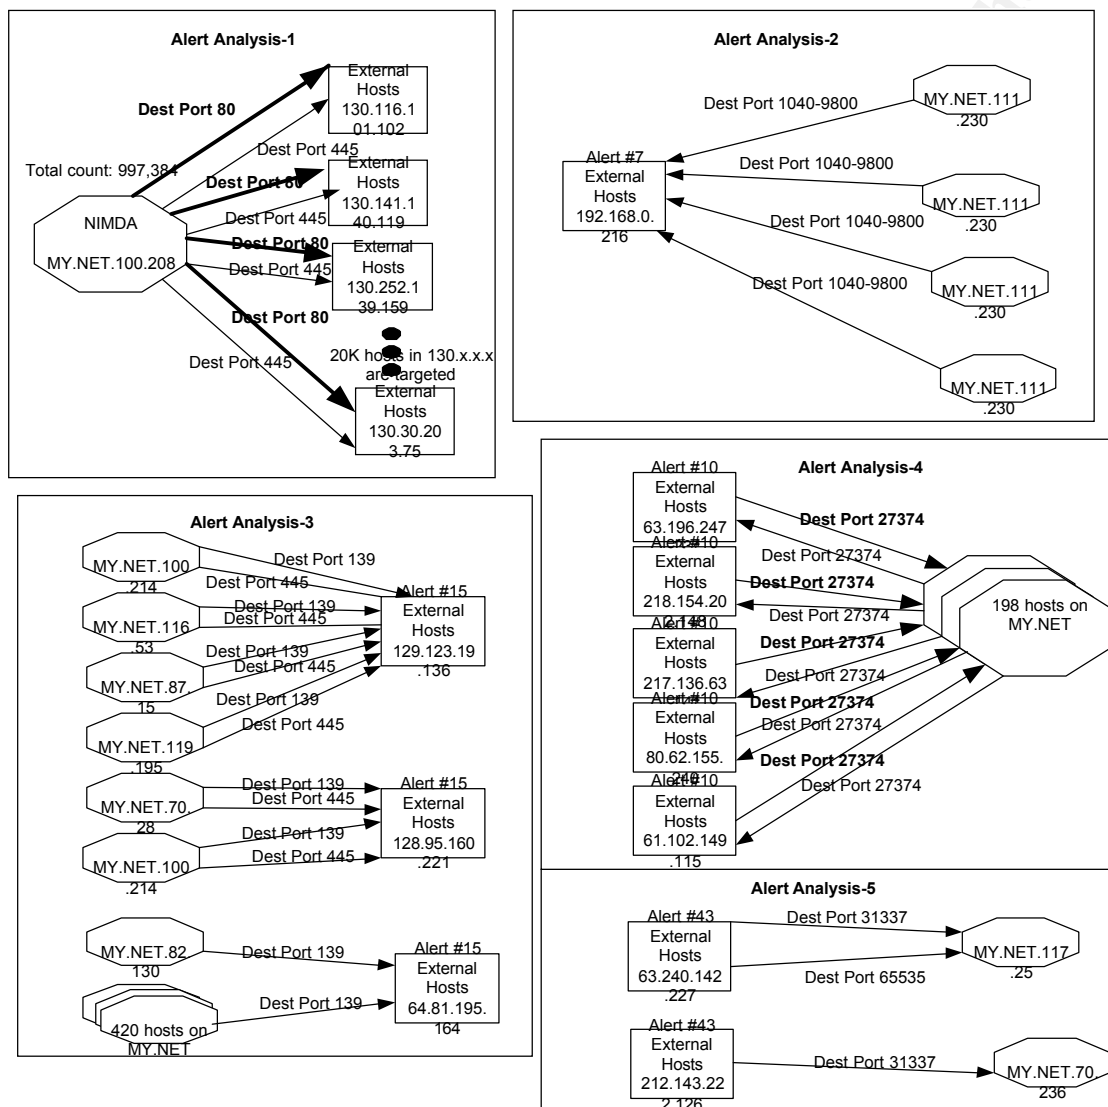 Alert Analysis-1
External
Hosts
130.116.1
01.102
Dest Port 80
Dest Port 445
Total count: 997,384
External
Hosts
130.141.1
40.119
Dest Port 80
Dest Port 445
NIMDA
MY.NET.100.208
External
Hosts
130.252.1
39.159
Dest Port 80
Dest Port 445
Dest Port 80
Dest Port 445
20K hosts in 130.x.x.x
are targeted
External
Hosts
130.30.20
3.75
Alert Analysis-2
MY.NET.111
.230
Dest Port 1040-9800
Alert #7
External
Hosts
192.168.0.
216
Dest Port 1040-9800
MY.NET.111
.230
Dest Port 1040-9800
MY.NET.111
.230
Dest Port 1040-9800
MY.NET.111
.230
Alert Analysis-3
MY.NET.100
.214
Dest Port 139
Dest Port 445
Alert #15
External
Hosts
129.123.19
.136
MY.NET.116
.53
Dest Port 139
Dest Port 445
MY.NET.87.
15
Dest Port 139
Dest Port 445
MY.NET.119
.195
Dest Port 139
Dest Port 445
MY.NET.70.
28
Dest Port 139
Dest Port 445
Alert #15
External
Hosts
128.95.160
.221
MY.NET.100
.214
Dest Port 139
Dest Port 445
MY.NET.82
130
Dest Port 139
Alert #15
External
Hosts
64.81.195.
164
420 hosts on
MY.NET
Dest Port 139
Alert Analysis-4
Alert #10
External
Hosts
63.196.247
Dest Port 27374
Dest Port 27374
Alert #10
External
Hosts
218.154.20
2.148
Dest Port 27374
Dest Port 27374
198 hosts on
MY.NET
Alert #10
External
Hosts
217.136.63
Dest Port 27374
Dest Port 27374
Alert #10
External
Hosts
80.62.155.
240
Dest Port 27374
Dest Port 27374
Alert #10
External
Hosts
61.102.149
.115
Dest Port 27374
Dest Port 27374
Alert Analysis-5
Alert #43
External
Hosts
63.240.142
.227
Dest Port 31337
Dest Port 65535
MY.NET.117
.25
Alert #43
External
Hosts
212.143.22
2.126
Dest Port 31337
MY.NET.70.
236